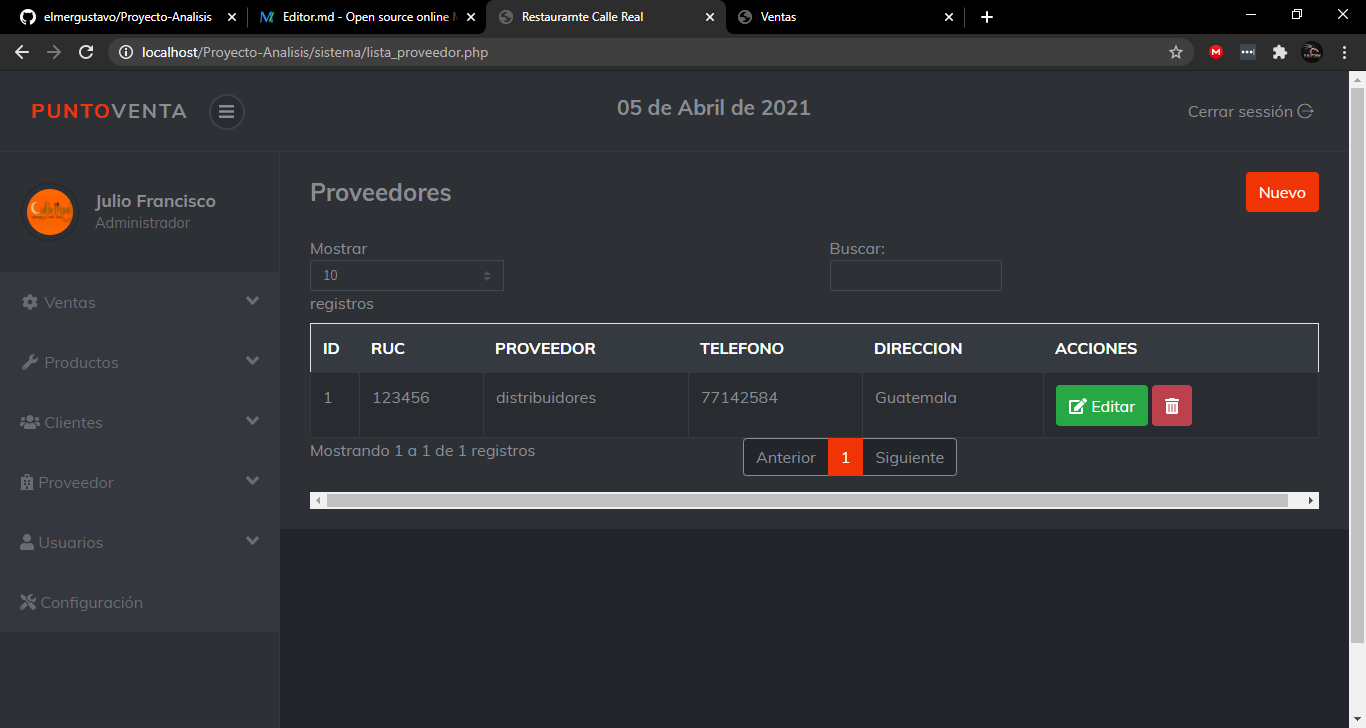 elmergustavo/Proyecto-Analisis
Editor.md - Open source online
Restaurarnte Calle Real
Ventas
localhost/Proyecto-Analisis/sistema/lista_proveedor.php
PUNTOVENTA
05 de Abril de 2021
Cerrar sessión
Julio Francisco
Administrador
Ventas
Productos
Clientes
Proveedor
Usuarios
Configuración
Proveedores
Nuevo
Mostrar
10
registros
Buscar:
ID RUC PROVEEDOR TELEFONO DIRECCION ACCIONES
1 123456 distribuidores 77142584 Guatemala Editar
Mostrando 1 a 1 de 1 registros
Anterior 1 Siguiente